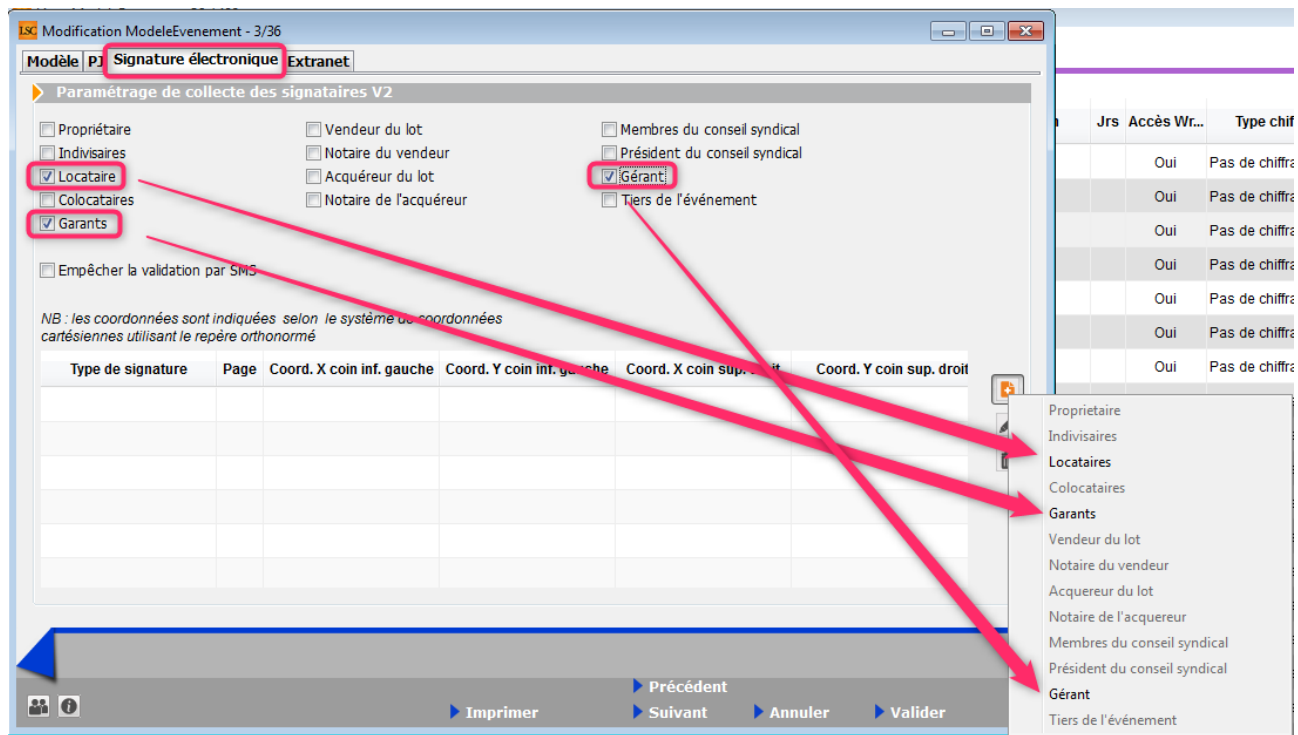 LSC Modification ModeleEvenement - 3/36
Modèle PJ Signature électronique Extranet
Paramétrage de collecte des signataires V2
Propriétaire Vendeur du lot Membres du conseil syndical
Indivisaires Notaire du vendeur Président du conseil syndical
Locataire Acquéreur du lot Gérant
Colocataires Notaire de l'acquéreur Tiers de l'événement
Garants
Empêcher la validation par SMS
NB : les coordonnées sont indiquées selon le système de coordonnées
cartésiennes utilisant le repère orthonormé
Type de signature Page Coord. X coin inf. gauche Coord. Y coin inf. gauche Coord. X coin sup. droit Coord. Y coin sup. droit
Précédent
Imprimer Suivant Annuler Valider
Jrs Accès Wr... Type chif
Oui Pas de chiffra
Oui Pas de chiffra
Oui Pas de chiffra
Oui Pas de chiffra
Oui Pas de chiffra
Oui Pas de chiffra
Oui Pas de chiffra
Proprietaire
Indivisaires
Locataires
Colocataires
Garants
Vendeur du lot
Notaire du vendeur
Acquereur du lot
Notaire de l'acquereur
Membres du conseil syndical
Président du conseil syndical
Gérant
Tiers de l'événement